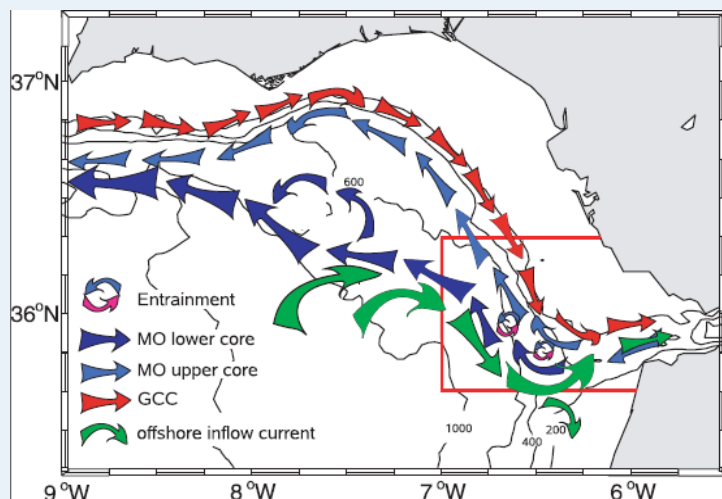 37°N
600
36°N
Entrainment
MO lower core
MO upper core
GCC
offshore inflow current
1000
400
200
9°W
8°W
7°W
6°W